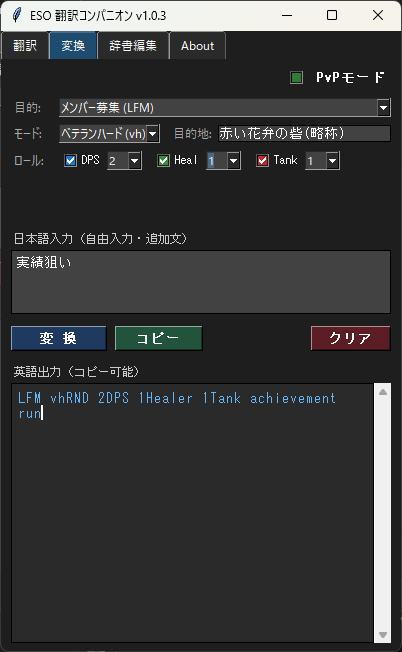 ESO 翻訳コンパニオン v1.0.3
翻訳 変換 辞書編集 About
PvPモード
目的: メンバー募集 (LFM)
モード: ベテランハード (vh) 目的地: 赤い花弁の砦(略称)
ロール: DPS 2 Heal 1 Tank 1
日本語入力（自由入力・追加文）
実績狙い
変 換 コピー クリア
英語出力（コピー可能）
LFM vhRND 2DPS 1Healer 1Tank achievement
run